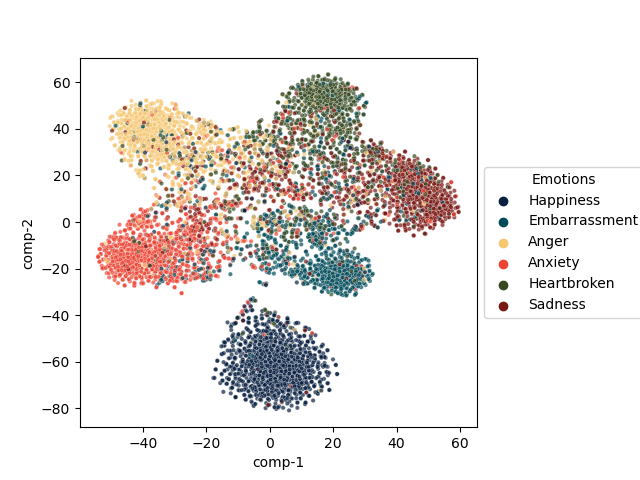 60
40
20
0
−20
−40
−60
−80
comp-2
−40 −20 0 20 40 60
comp-1
Emotions
Happiness
Embarrassment
Anger
Anxiety
Heartbroken
Sadness